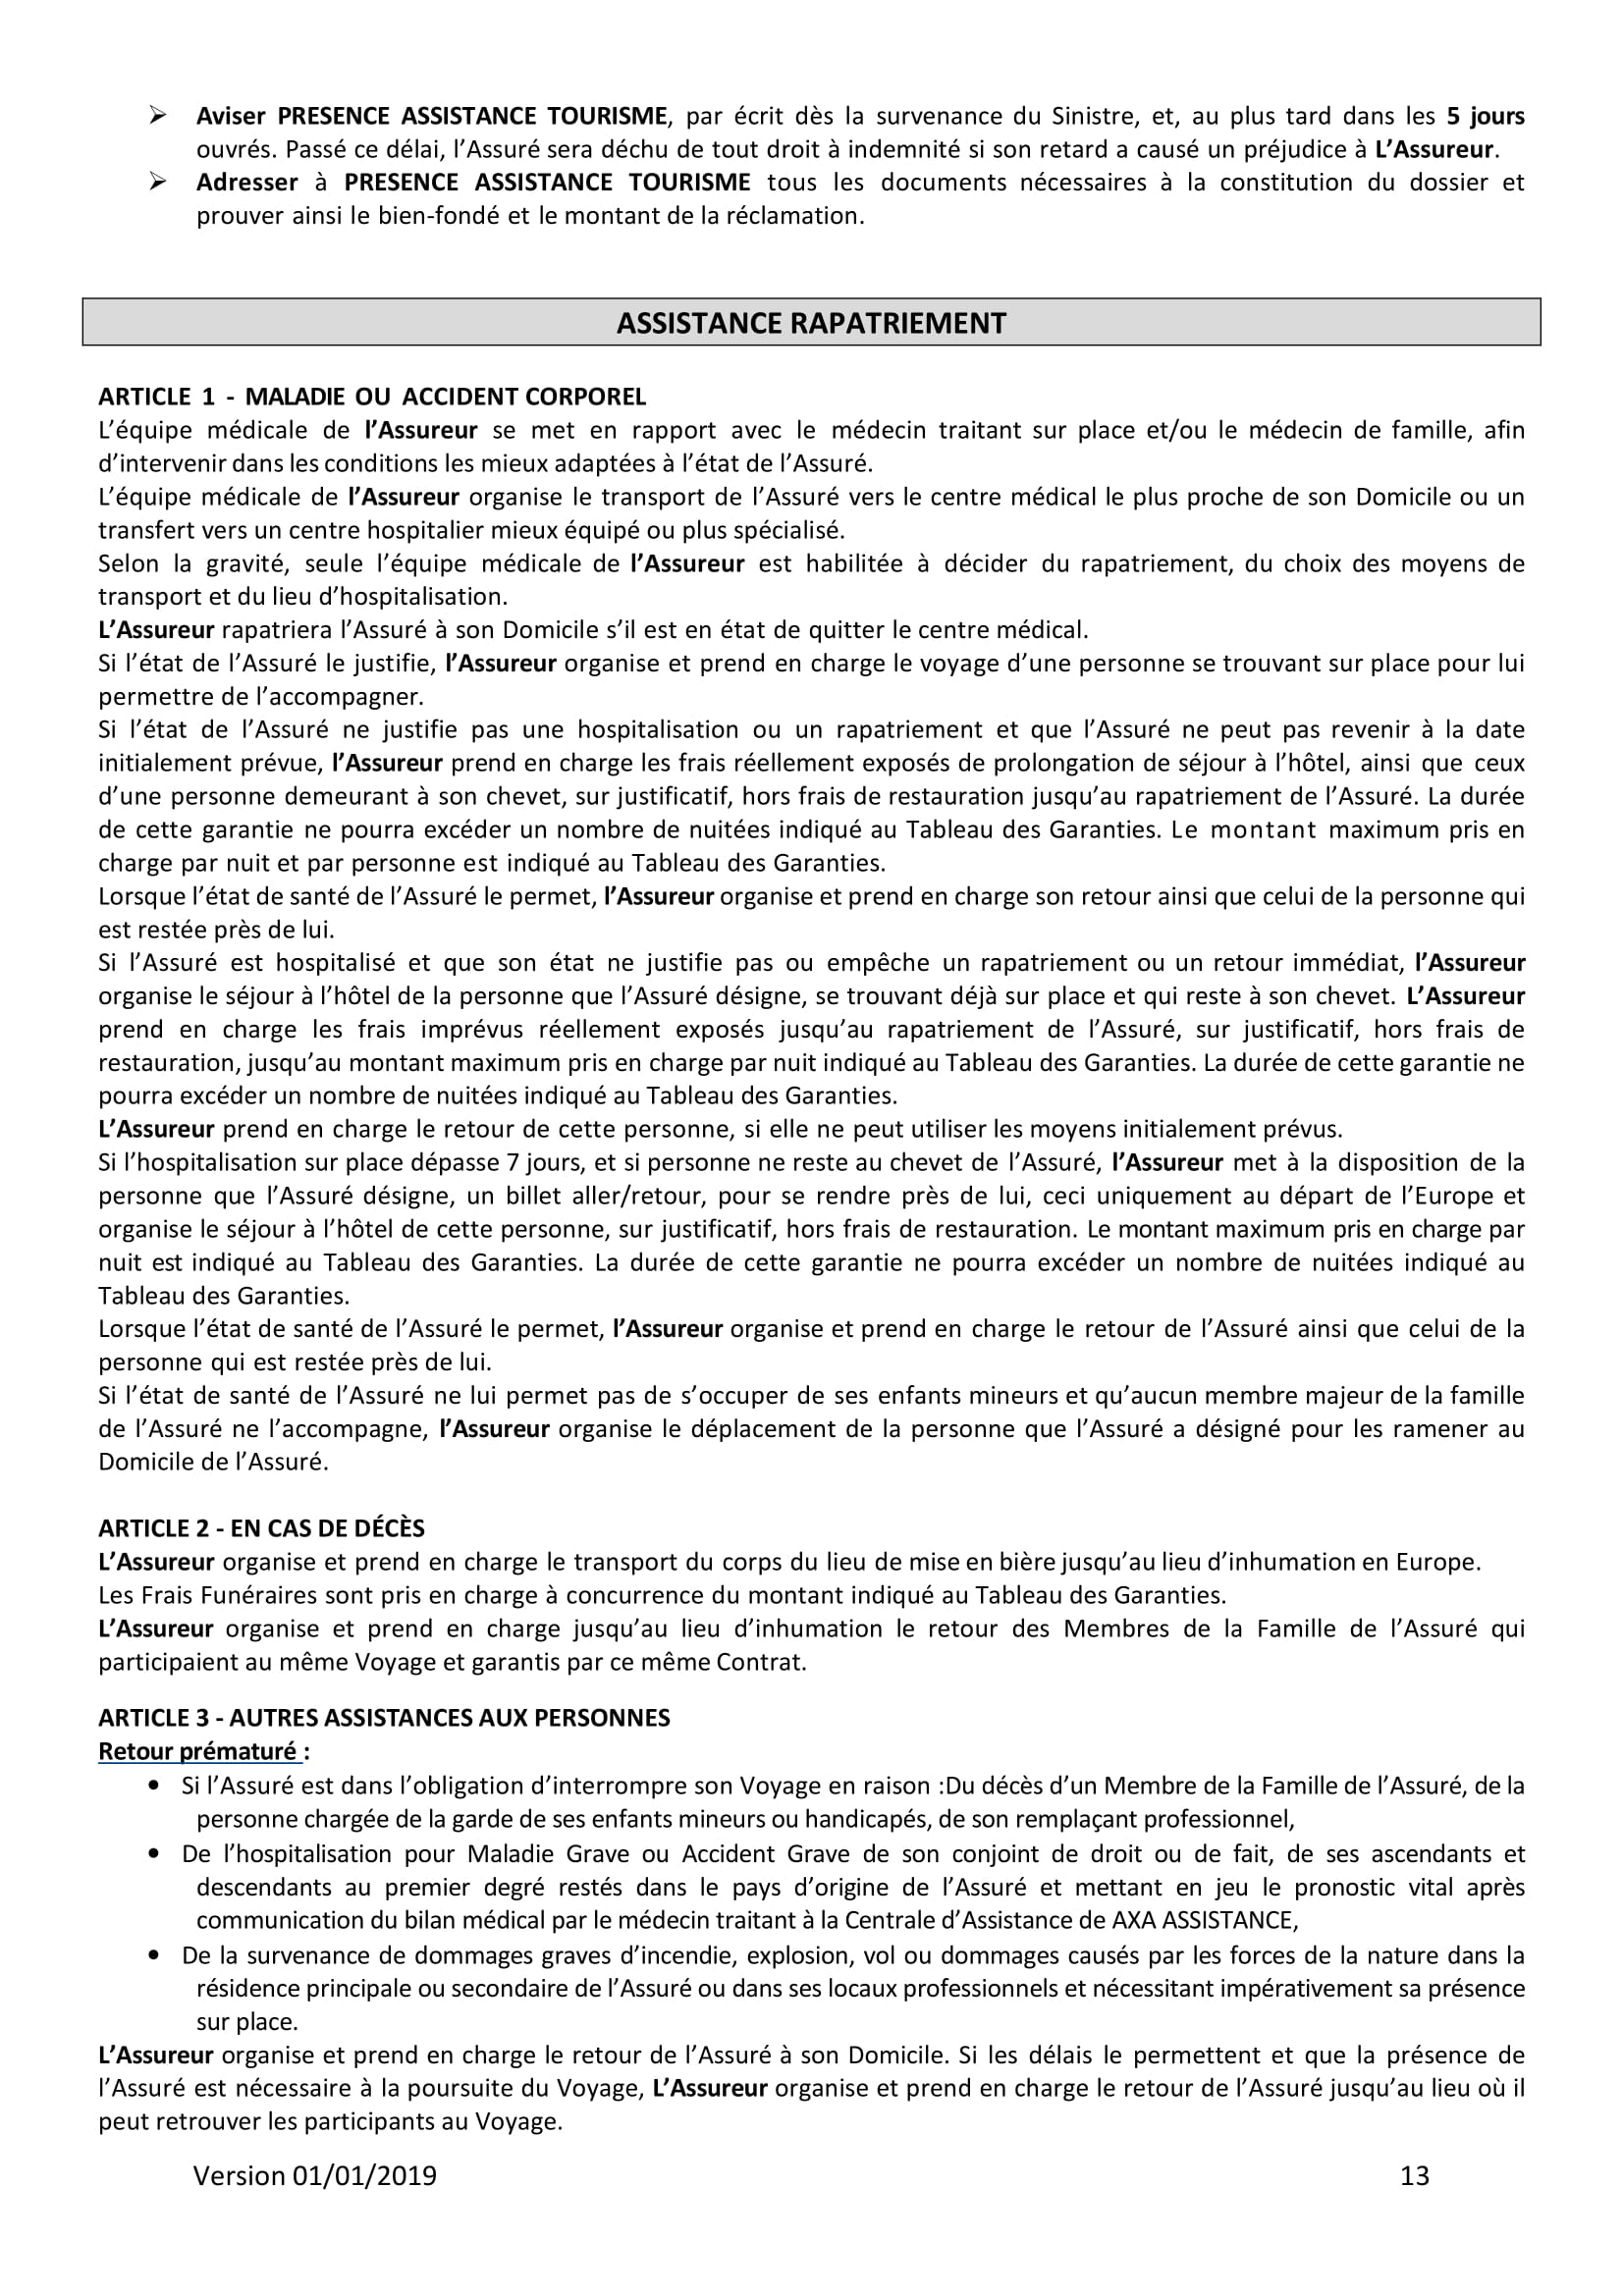 ➢ Aviser PRESENCE ASSISTANCE TOURISME, par écrit dès la survenance du Sinistre, et, au plus tard dans les 5 jours
ouvrés. Passé ce délai, l’Assuré sera déchu de tout droit à indemnité si son retard a causé un préjudice à L’Assureur.
➢ Adresser à PRESENCE ASSISTANCE TOURISME tous les documents nécessaires à la constitution du dossier et
prouver ainsi le bien-fondé et le montant de la réclamation.
ASSISTANCE RAPATRIEMENT
ARTICLE 1 - MALADIE OU ACCIDENT CORPOREL
L’équipe médicale de l’Assureur se met en rapport avec le médecin traitant sur place et/ou le médecin de famille, afin
d’intervenir dans les conditions les mieux adaptées à l’état de l’Assuré.
L’équipe médicale de l’Assureur organise le transport de l’Assuré vers le centre médical le plus proche de son Domicile ou un
transfert vers un centre hospitalier mieux équipé ou plus spécialisé.
Selon la gravité, seule l’équipe médicale de l’Assureur est habilitée à décider du rapatriement, du choix des moyens de
transport et du lieu d’hospitalisation.
L’Assureur rapatriera l’Assuré à son Domicile s’il est en état de quitter le centre médical.
Si l’état de l’Assuré le justifie, l’Assureur organise et prend en charge le voyage d’une personne se trouvant sur place pour lui
permettre de l’accompagner.
Si l’état de l’Assuré ne justifie pas une hospitalisation ou un rapatriement et que l’Assuré ne peut pas revenir à la date
initialement prévue, l’Assureur prend en charge les frais réellement exposés de prolongation de séjour à l’hôtel, ainsi que ceux
d’une personne demeurant à son chevet, sur justificatif, hors frais de restauration jusqu’au rapatriement de l’Assuré. La durée
de cette garantie ne pourra excéder un nombre de nuitées indiqué au Tableau des Garanties. Le montant maximum pris en
charge par nuit et par personne est indiqué au Tableau des Garanties.
Lorsque l’état de santé de l’Assuré le permet, l’Assureur organise et prend en charge son retour ainsi que celui de la personne qui
est restée près de lui.
Si l’Assuré est hospitalisé et que son état ne justifie pas ou empêche un rapatriement ou un retour immédiat, l’Assureur
organise le séjour à l’hôtel de la personne que l’Assuré désigne, se trouvant déjà sur place et qui reste à son chevet. L’Assureur
prend en charge les frais imprévus réellement exposés jusqu’au rapatriement de l’Assuré, sur justificatif, hors frais de
restauration, jusqu’au montant maximum pris en charge par nuit indiqué au Tableau des Garanties. La durée de cette garantie ne
pourra excéder un nombre de nuitées indiqué au Tableau des Garanties.
L’Assureur prend en charge le retour de cette personne, si elle ne peut utiliser les moyens initialement prévus.
Si l’hospitalisation sur place dépasse 7 jours, et si personne ne reste au chevet de l’Assuré, l’Assureur met à la disposition de la
personne que l’Assuré désigne, un billet aller/retour, pour se rendre près de lui, ceci uniquement au départ de l’Europe et
organise le séjour à l’hôtel de cette personne, sur justificatif, hors frais de restauration. Le montant maximum pris en charge par
nuit est indiqué au Tableau des Garanties. La durée de cette garantie ne pourra excéder un nombre de nuitées indiqué au
Tableau des Garanties.
Lorsque l’état de santé de l’Assuré le permet, l’Assureur organise et prend en charge le retour de l’Assuré ainsi que celui de la
personne qui est restée près de lui.
Si l’état de santé de l’Assuré ne lui permet pas de s’occuper de ses enfants mineurs et qu’aucun membre majeur de la famille
de l’Assuré ne l’accompagne, l’Assureur organise le déplacement de la personne que l’Assuré a désigné pour les ramener au
Domicile de l’Assuré.
ARTICLE 2 - EN CAS DE DÉCÈS
L’Assureur organise et prend en charge le transport du corps du lieu de mise en bière jusqu’au lieu d’inhumation en Europe.
Les Frais Funéraires sont pris en charge à concurrence du montant indiqué au Tableau des Garanties.
L’Assureur organise et prend en charge jusqu’au lieu d’inhumation le retour des Membres de la Famille de l’Assuré qui
participaient au même Voyage et garantis par ce même Contrat.
ARTICLE 3 - AUTRES ASSISTANCES AUX PERSONNES
Retour prématuré :
• Si l’Assuré est dans l’obligation d’interrompre son Voyage en raison :Du décès d’un Membre de la Famille de l’Assuré, de la
personne chargée de la garde de ses enfants mineurs ou handicapés, de son remplaçant professionnel,
• De l’hospitalisation pour Maladie Grave ou Accident Grave de son conjoint de droit ou de fait, de ses ascendants et
descendants au premier degré restés dans le pays d’origine de l’Assuré et mettant en jeu le pronostic vital après
communication du bilan médical par le médecin traitant à la Centrale d’Assistance de AXA ASSISTANCE,
• De la survenance de dommages graves d’incendie, explosion, vol ou dommages causés par les forces de la nature dans la
résidence principale ou secondaire de l’Assuré ou dans ses locaux professionnels et nécessitant impérativement sa présence
sur place.
L’Assureur organise et prend en charge le retour de l’Assuré à son Domicile. Si les délais le permettent et que la présence de
l’Assuré est nécessaire à la poursuite du Voyage, L’Assureur organise et prend en charge le retour de l’Assuré jusqu’au lieu où il
peut retrouver les participants au Voyage.
Version 01/01/2019 13